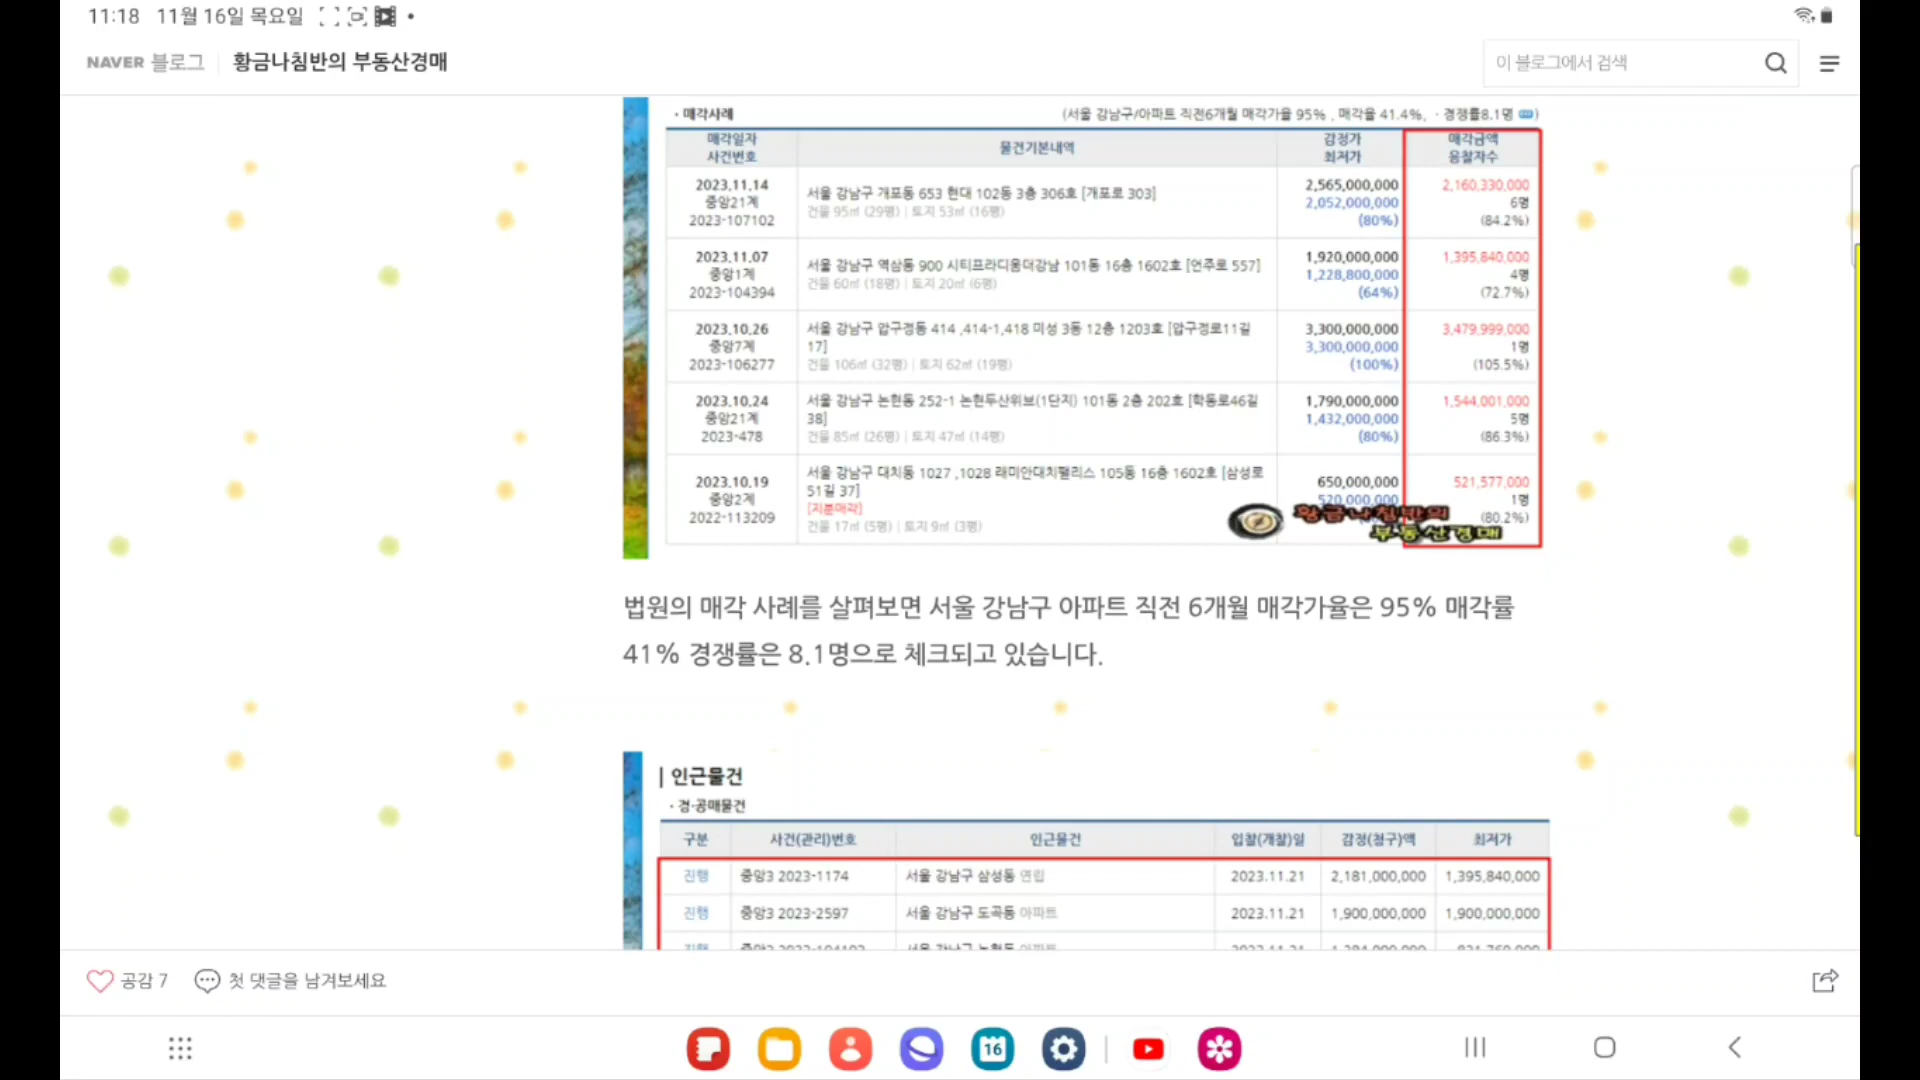 11:18 11월 16일 목요일
NAVER 블로그 황금나침반의 부동산경매
이 블로그에서 검색
· 매각사례 (서울 강남구/아파트 직전6개월 매각가율 95% , 매각율 41.4%, · 경쟁률8.1명 )
매각일자 사건번호 물건기본내역 감정가 최저가 매각금액 응찰자수
2023.11.14 서울 강남구 개포동 653 현대 102동 3층 306호 [개포로 303] 2,565,000,000 2,160,330,000
중앙21계 건물 95㎡ (29평) | 토지 53㎡ (16평) 2,052,000,000 6명
2023-107102 (80%) (84.2%)
2023.11.07 서울 강남구 역삼동 900 시티프라디움더강남 101동 16층 1602호 [언주로 557] 1,920,000,000 1,395,840,000
중앙1계 건물 60㎡ (18평) | 토지 20㎡ (6평) 1,228,800,000 4명
2023-104394 (64%) (72.7%)
2023.10.26 서울 강남구 압구정동 414 ,414-1,418 미성 3동 12층 1203호 [압구정로11길 3,300,000,000 3,479,999,000
중앙7계 17] 3,300,000,000 1명
2023-106277 건물 106㎡ (32평) | 토지 62㎡ (19평) (100%) (105.5%)
2023.10.24 서울 강남구 논현동 252-1 논현두산위브(1단지) 101동 2층 202호 [학동로46길 1,790,000,000 1,544,001,000
중앙21계 38] 1,432,000,000 5명
2023-478 건물 85㎡ (26평) | 토지 47㎡ (14평) (80%) (86.3%)
2023.10.19 서울 강남구 대치동 1027 ,1028 래미안대치팰리스 105동 16층 1602호 [삼성로 650,000,000 521,577,000
중앙2계 51길 37] 520,000,000 1명
2022-113209 [지분매각] (80.2%)
건물 17㎡ (5평) | 토지 9㎡ (3평)
황금나침반의
부동산경매
법원의 매각 사례를 살펴보면 서울 강남구 아파트 직전 6개월 매각가율은 95% 매각률
41% 경쟁률은 8.1명으로 체크되고 있습니다.
| 인근물건
· 경·공매물건
구분 사건(관리)번호 인근물건 입찰(개찰)일 감정(청구)액 최저가
진행 중앙3 2023-1174 서울 강남구 삼성동 연립 2023.11.21 2,181,000,000 1,395,840,000
진행 중앙3 2023-2597 서울 강남구 도곡동 아파트 2023.11.21 1,900,000,000 1,900,000,000
공감 7 첫 댓글을 남겨보세요
16